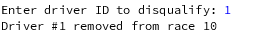 Enter driver ID to disqualify: 1
Driver #1 removed from race 10